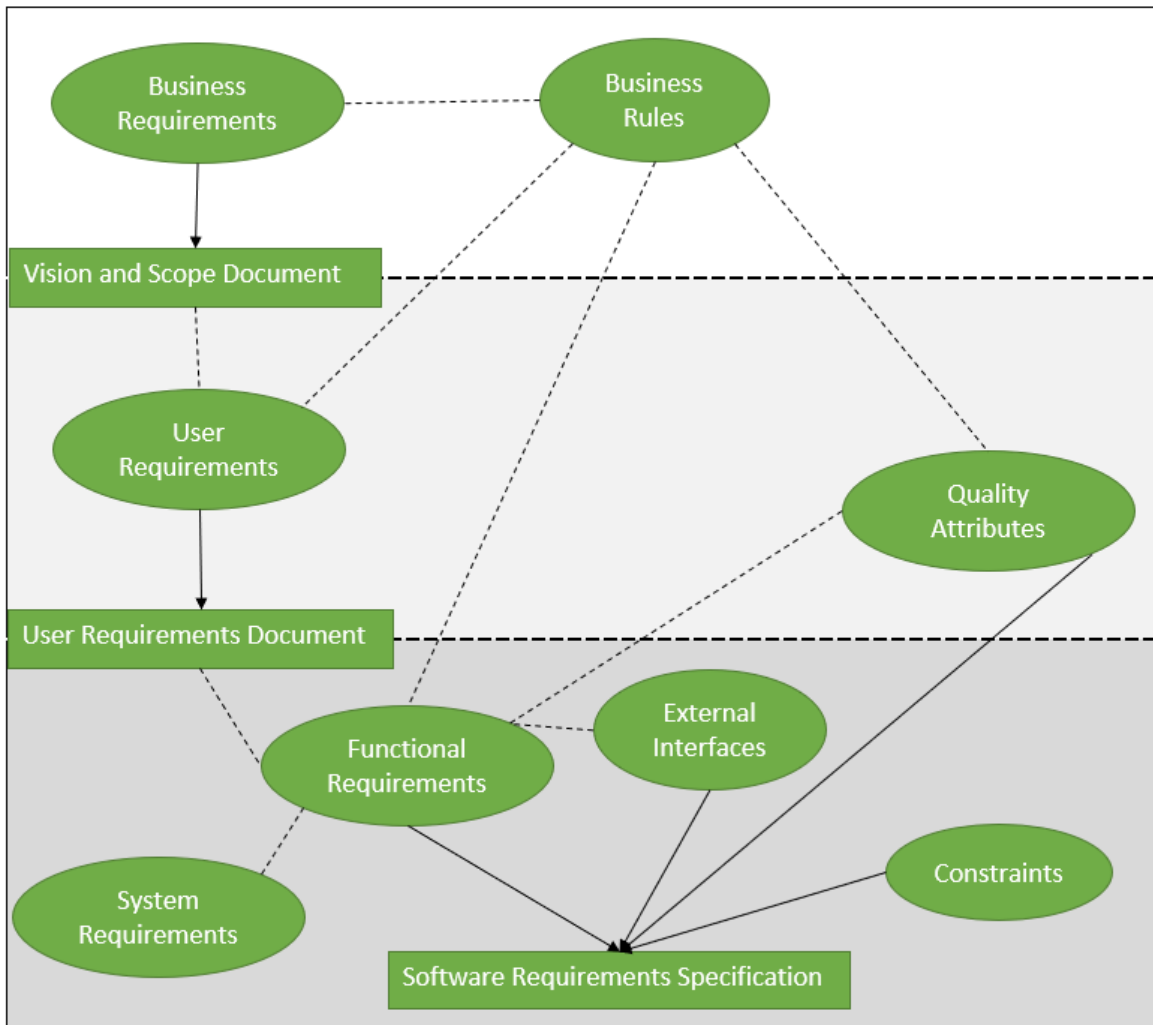 Business
Requirements
Business
Rules
Vision and Scope Document
User
Requirements
Quality
Attributes
User Requirements Document
Functional
Requirements
External
Interfaces
System
Requirements
Constraints
Software Requirements Specification